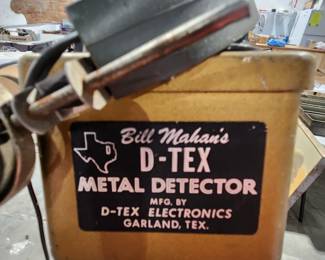 Bill Mahan's
D-TEX
METAL DETECTOR
MFG. BY
D-TEX ELECTRONICS
GARLAND, TEX.